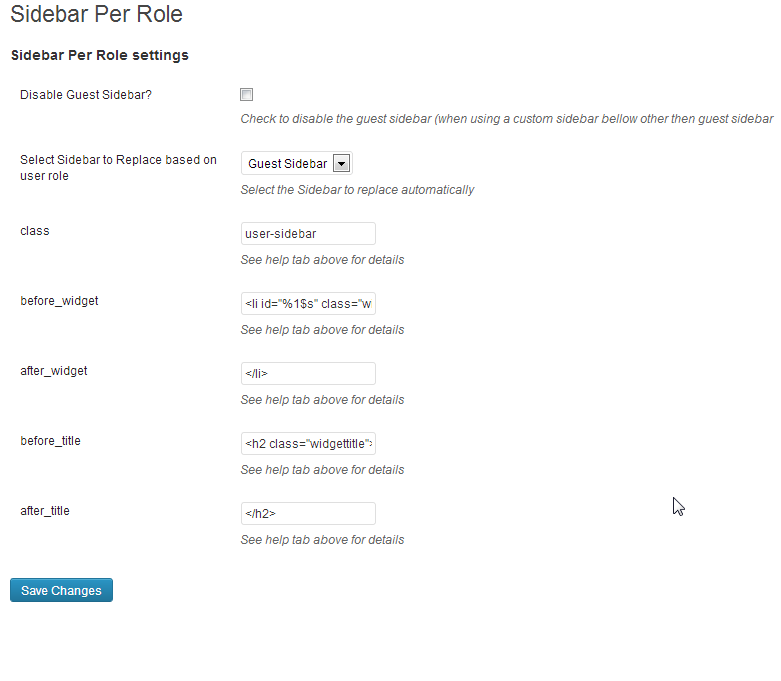 Sidebar Per Role
Sidebar Per Role settings
Disable Guest Sidebar?
Check to disable the guest sidebar (when using a custom sidebar bellow other then guest sidebar
Select Sidebar to Replace based on
user role
Guest Sidebar
Select the Sidebar to replace automatically
class
user-sidebar
See help tab above for details
before_widget
<li id="%1$s" class="w
See help tab above for details
after_widget
</li>
See help tab above for details
before_title
<h2 class="widgettitle">
See help tab above for details
after_title
</h2>
See help tab above for details
Save Changes